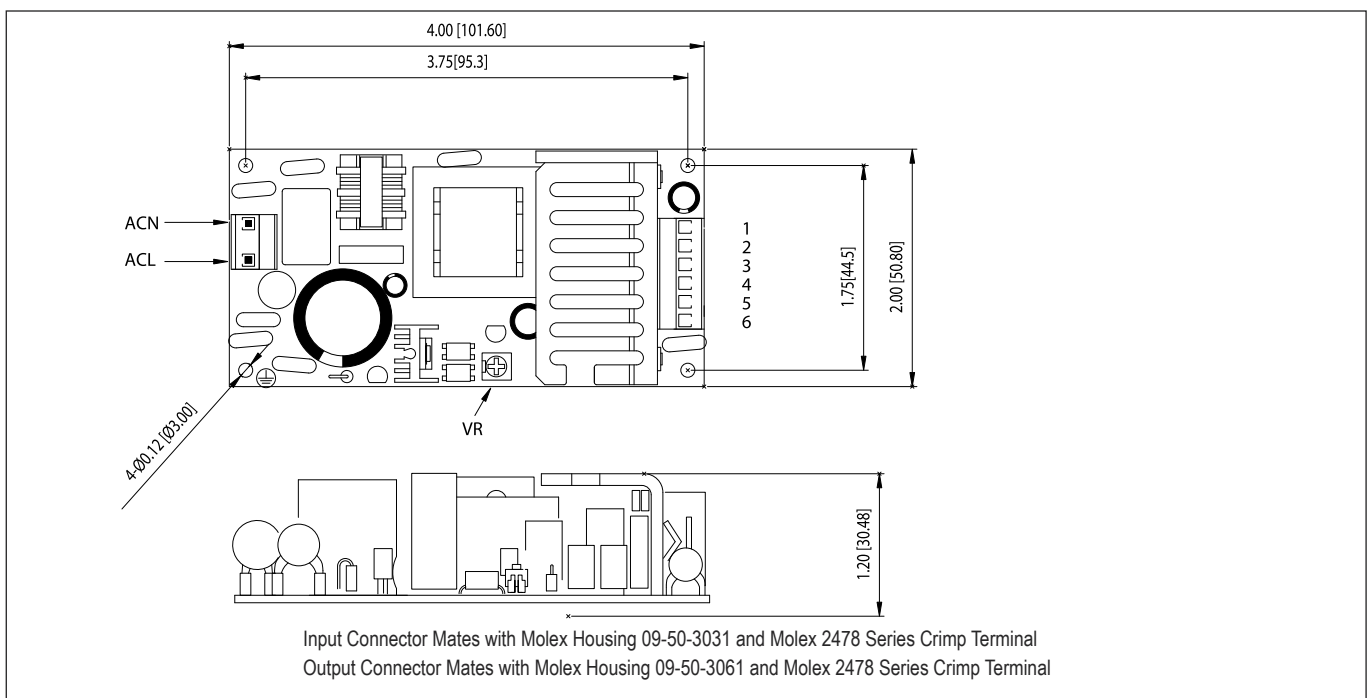 4.00 [101.60]
3.75[95.3]
ACN
ACL
1
2
3
4
5
6
1.75[44.5]
2.00 [50.80]
4-Ø0.12 [Ø3.00]
VR
1.20 [30.48]
Input Connector Mates with Molex Housing 09-50-3031 and Molex 2478 Series Crimp Terminal
Output Connector Mates with Molex Housing 09-50-3061 and Molex 2478 Series Crimp Terminal